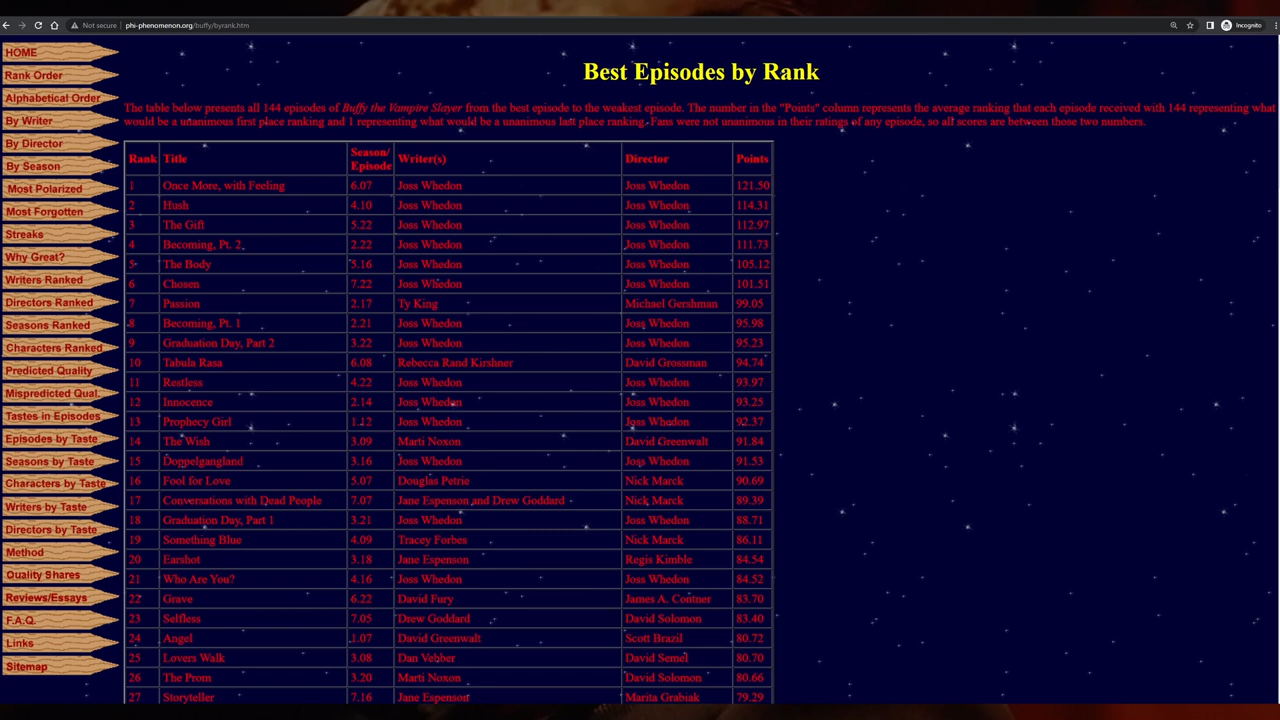 Not secure phi-phenomenon.org/buffy/byrank.htm Incognito
HOME
Rank Order
Alphabetical Order
By Writer
By Director
By Season
Most Polarized
Most Forgotten
Streaks
Why Great?
Writers Ranked
Directors Ranked
Seasons Ranked
Characters Ranked
Predicted Quality
Mispredicted Qual.
Tastes in Episodes
Episodes by Taste
Seasons by Taste
Characters by Taste
Writers by Taste
Directors by Taste
Method
Quality Shares
Reviews/Essays
F.A.Q.
Links
Sitemap
Best Episodes by Rank
The table below presents all 144 episodes of Buffy the Vampire Slayer from the best episode to the weakest episode. The number in the "Points" column represents the average ranking that each episode received with 144 representing what
would be a unanimous first place ranking and 1 representing what would be a unanimous last place ranking. Fans were not unanimous in their ratings of any episode, so all scores are between those two numbers.
Rank Title Season/ Episode Writer(s) Director Points
1 Once More, with Feeling 6.07 Joss Whedon Joss Whedon 121.50
2 Hush 4.10 Joss Whedon Joss Whedon 114.31
3 The Gift 5.22 Joss Whedon Joss Whedon 112.97
4 Becoming, Pt. 2 2.22 Joss Whedon Joss Whedon 111.73
5 The Body 5.16 Joss Whedon Joss Whedon 105.12
6 Chosen 7.22 Joss Whedon Joss Whedon 101.51
7 Passion 2.17 Ty King Michael Gershman 99.05
8 Becoming, Pt. 1 2.21 Joss Whedon Joss Whedon 95.98
9 Graduation Day, Part 2 3.22 Joss Whedon Joss Whedon 95.23
10 Tabula Rasa 6.08 Rebecca Rand Kirshner David Grossman 94.74
11 Restless 4.22 Joss Whedon Joss Whedon 93.97
12 Innocence 2.14 Joss Whedon Joss Whedon 93.25
13 Prophecy Girl 1.12 Joss Whedon Joss Whedon 92.37
14 The Wish 3.09 Marti Noxon David Greenwalt 91.84
15 Doppelgangland 3.16 Joss Whedon Joss Whedon 91.53
16 Fool for Love 5.07 Douglas Petrie Nick Marck 90.69
17 Conversations with Dead People 7.07 Jane Espenson and Drew Goddard Nick Marck 89.39
18 Graduation Day, Part 1 3.21 Joss Whedon Joss Whedon 88.71
19 Something Blue 4.09 Tracey Forbes Nick Marck 86.11
20 Earshot 3.18 Jane Espenson Regis Kimble 84.54
21 Who Are You? 4.16 Joss Whedon Joss Whedon 84.52
22 Grave 6.22 David Fury James A. Contner 83.70
23 Selfless 7.05 Drew Goddard David Solomon 83.40
24 Angel 1.07 David Greenwalt Scott Brazil 80.72
25 Lovers Walk 3.08 Dan Vebber David Semel 80.70
26 The Prom 3.20 Marti Noxon David Solomon 80.66
27 Storyteller 7.16 Jane Espenson Marita Grabiak 79.29